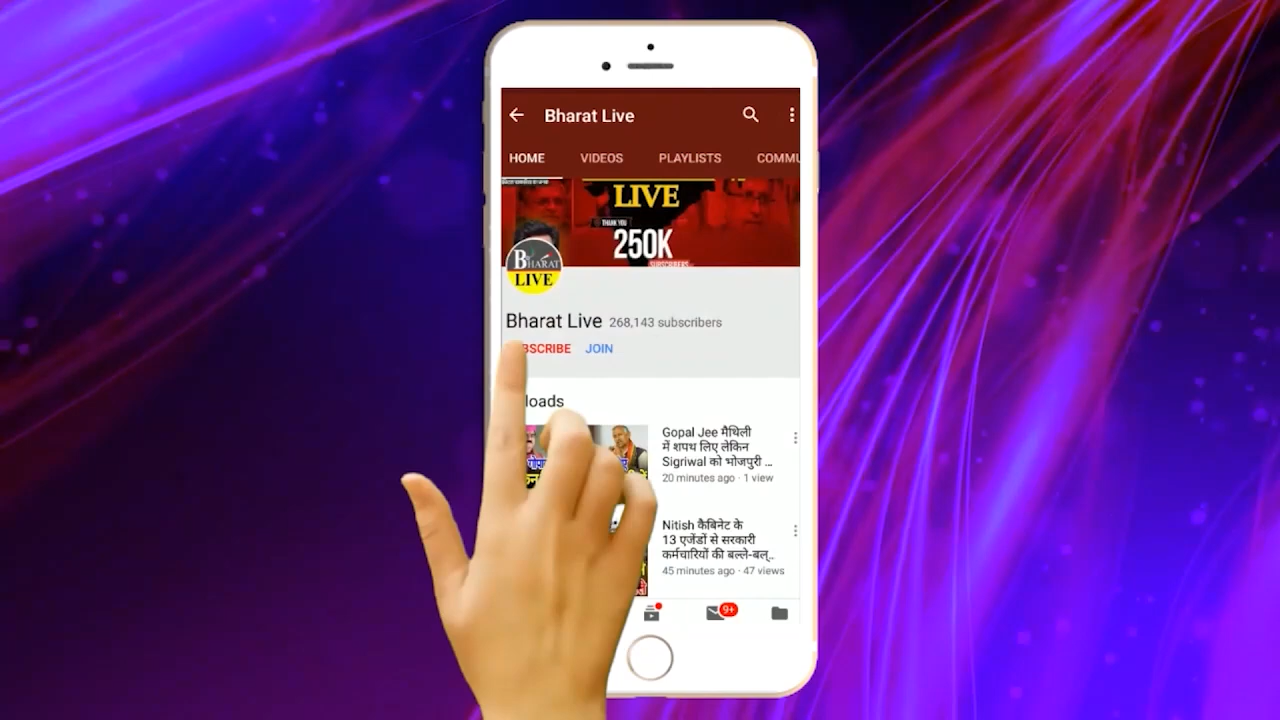 Bharat Live
HOME VIDEOS PLAYLISTS COMMU
LIVE
THANK YOU
250K
SUBSCRIBERS
BHARAT
LIVE
Bharat Live 268,143 subscribers
BSCRIBE JOIN
loads
Gopal Jee मैथिली
में शपथ लिए लेकिन
Sigriwal को भोजपुरी ...
20 minutes ago · 1 view
Nitish कैबिनेट के
13 एजेंडों से सरकारी
कर्मचारियों की बल्ले-बल्..
45 minutes ago · 47 views
9+